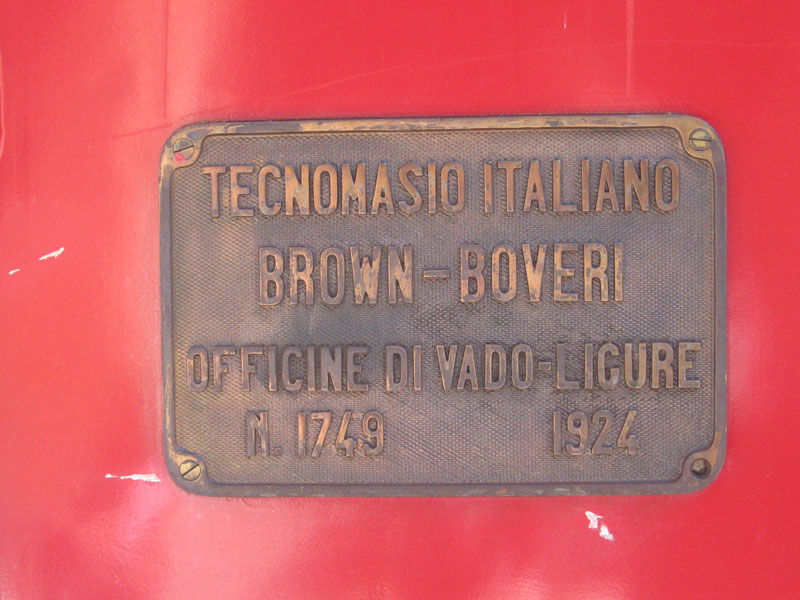 TECNOMASIO ITALIANO
BROWN-BOVERI
OFFICINE DI VADO-LIGURE
N. 1749 1924